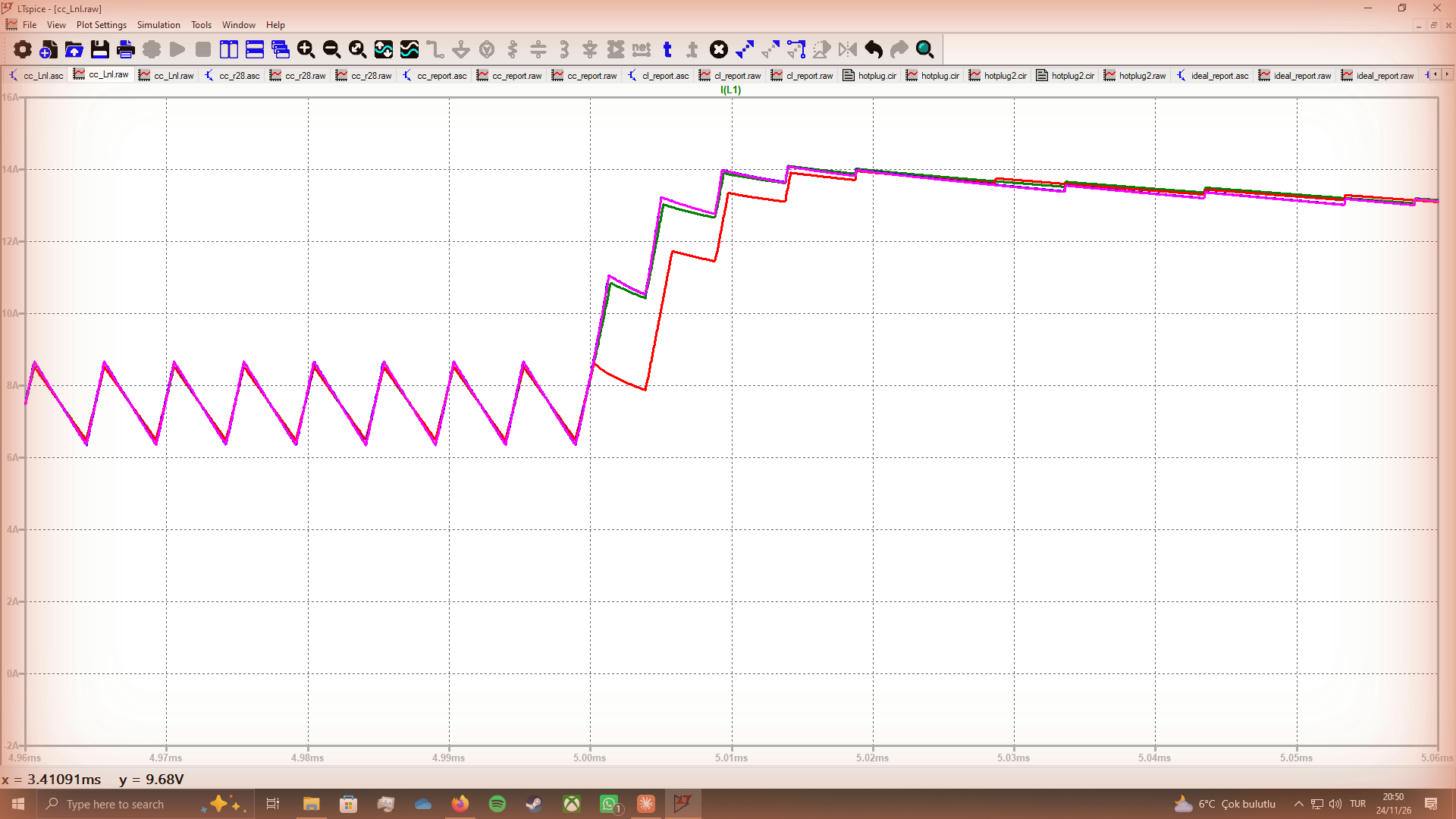 LTspice - [cc_Lnl.raw]
File View Plot Settings Simulation Tools Window Help
cc_Lnl.asc cc_Lnl.raw cc_Lnl.raw cc_r28.asc cc_r28.raw cc_r28.raw cc_report.asc cc_report.raw cc_report.raw cl_report.asc cl_report.raw cl_report.raw hotplug.cir hotplug.cir hotplug2.cir hotplug2.cir hotplug2.raw ideal_report.asc ideal_report.raw ideal_report.raw
I(L1)
16A
14A
12A
10A
8A
6A
4A
2A
0A
-2A
4.96ms 4.97ms 4.98ms 4.99ms 5.00ms 5.01ms 5.02ms 5.03ms 5.04ms 5.05ms 5.06ms
x = 3.41091ms y = 9.68V
Type here to search 1 6°C Çok bulutlu TUR 20:50
24/11/26